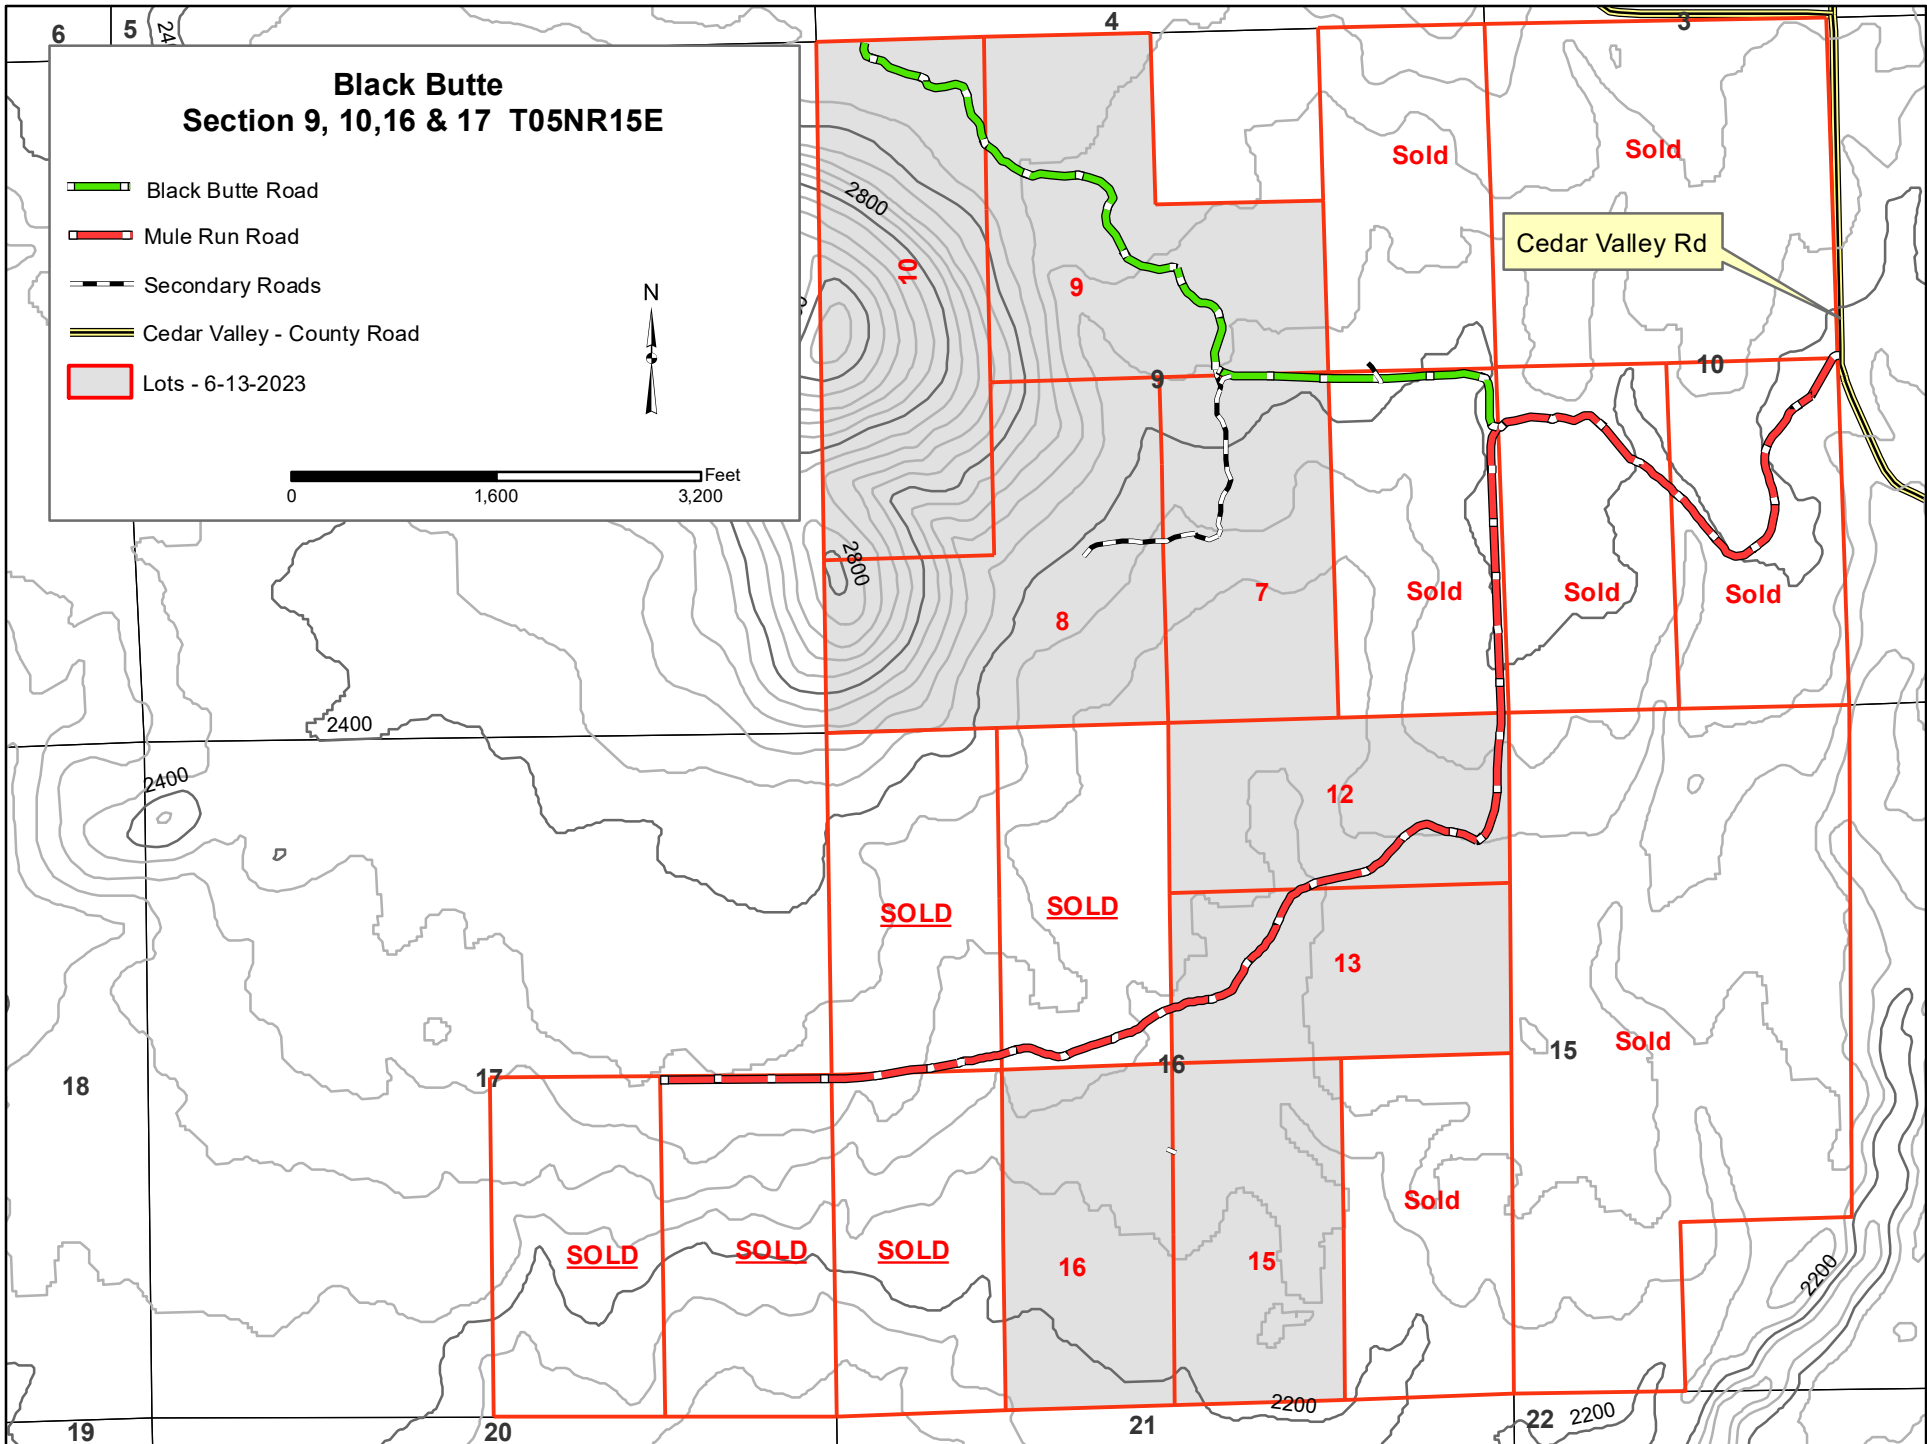 6
5
24
4
3
Black Butte
Section 9, 10,16 & 17 T05NR15E
Black Butte Road
Mule Run Road
Secondary Roads
Cedar Valley - County Road
Lots - 6-13-2023
N
Feet
0
1,600
3,200
2800
10
9
Sold
Sold
Cedar Valley Rd
9
10
2800
8
7
Sold
Sold
Sold
2400
2400
12
SOLD
SOLD
13
Sold
15
16
17
18
SOLD
SOLD
SOLD
16
15
Sold
2200
2200
2200
19
20
21
22